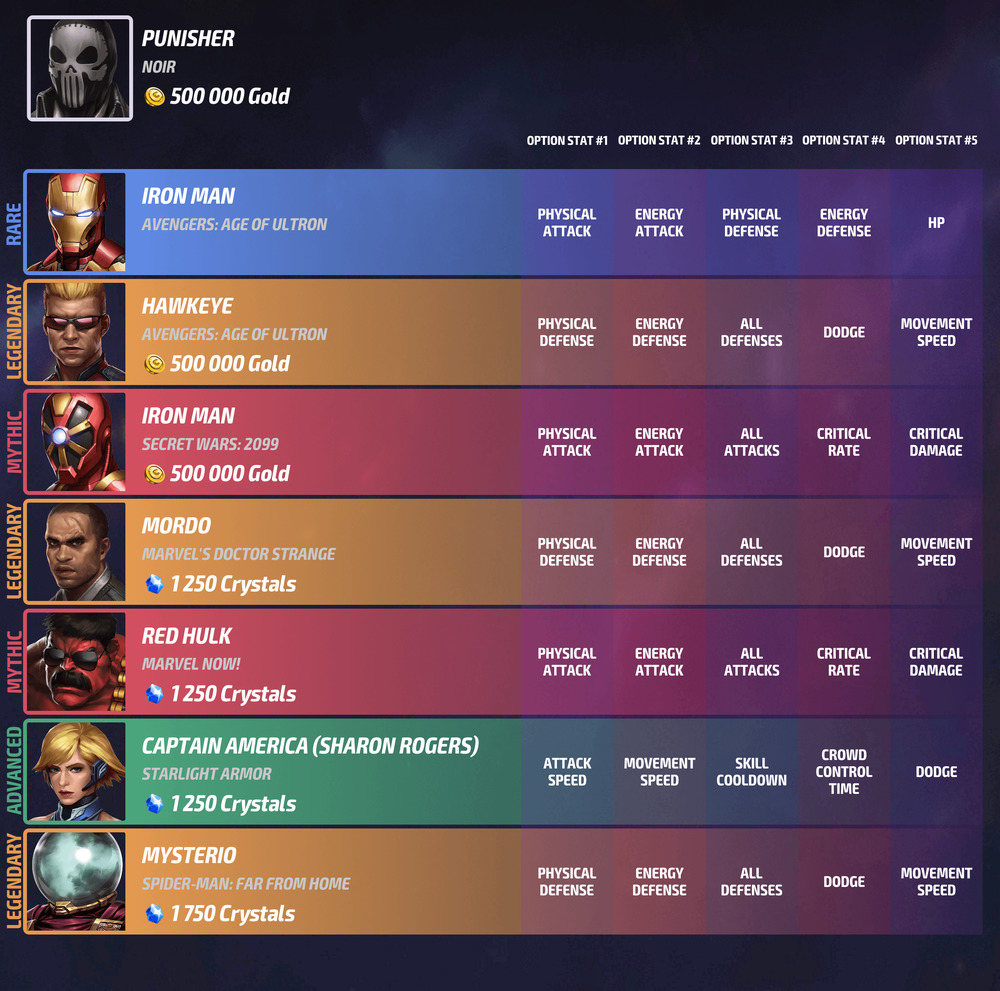 PUNISHER
NOIR
500 000 Gold
OPTION STAT #1 OPTION STAT #2 OPTION STAT #3 OPTION STAT #4 OPTION STAT #5
RARE
IRON MAN
AVENGERS: AGE OF ULTRON
PHYSICAL ATTACK
ENERGY ATTACK
PHYSICAL DEFENSE
ENERGY DEFENSE
HP
LEGENDARY
HAWKEYE
AVENGERS: AGE OF ULTRON
500 000 Gold
PHYSICAL DEFENSE
ENERGY DEFENSE
ALL DEFENSES
DODGE
MOVEMENT SPEED
MYTHIC
IRON MAN
SECRET WARS: 2099
500 000 Gold
PHYSICAL ATTACK
ENERGY ATTACK
ALL ATTACKS
CRITICAL RATE
CRITICAL DAMAGE
LEGENDARY
MORDO
MARVEL'S DOCTOR STRANGE
1 250 Crystals
PHYSICAL DEFENSE
ENERGY DEFENSE
ALL DEFENSES
DODGE
MOVEMENT SPEED
MYTHIC
RED HULK
MARVEL NOW!
1 250 Crystals
PHYSICAL ATTACK
ENERGY ATTACK
ALL ATTACKS
CRITICAL RATE
CRITICAL DAMAGE
ADVANCED
CAPTAIN AMERICA (SHARON ROGERS)
STARLIGHT ARMOR
1 250 Crystals
ATTACK SPEED
MOVEMENT SPEED
SKILL COOLDOWN
CROWD CONTROL TIME
DODGE
LEGENDARY
MYSTERIO
SPIDER-MAN: FAR FROM HOME
1 750 Crystals
PHYSICAL DEFENSE
ENERGY DEFENSE
ALL DEFENSES
DODGE
MOVEMENT SPEED